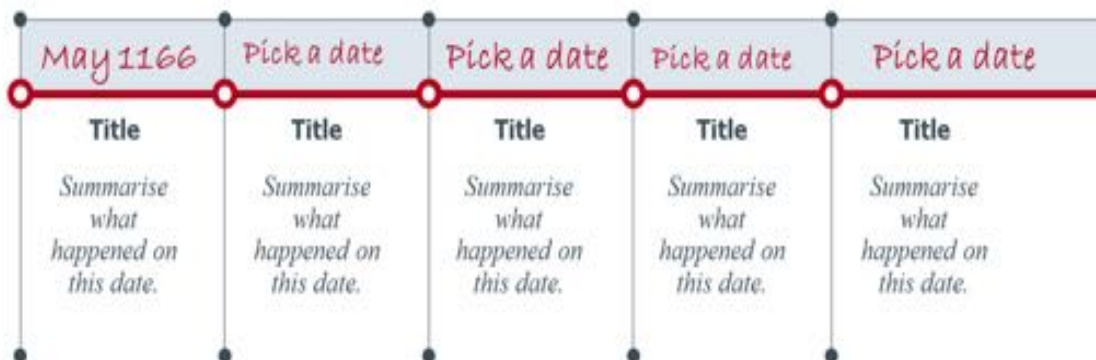 May 1166 Pick a date Pick a date Pick a date Pick a date
Title Title Title Title Title
Summarise Summarise Summarise Summarise Summarise
what what what what what
happened on happened on happened on happened on happened on
this date. this date. this date. this date. this date.